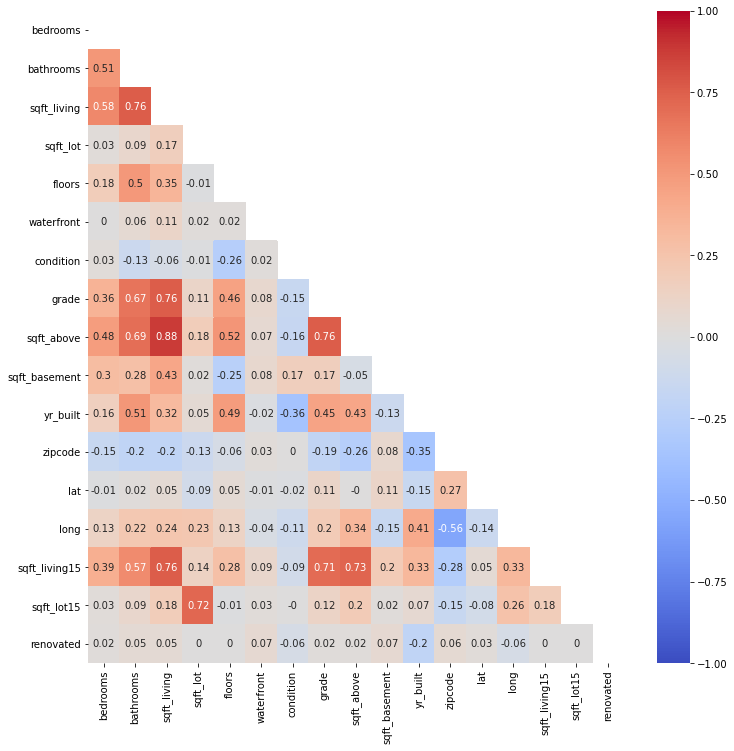 bedrooms
bathrooms 0.51
sqft_living 0.58 0.76
sqft_lot 0.03 0.09 0.17
floors 0.18 0.5 0.35 -0.01
waterfront 0 0.06 0.11 0.02 0.02
condition 0.03 -0.13 -0.06 -0.01 -0.26 0.02
grade 0.36 0.67 0.76 0.11 0.46 0.08 -0.15
sqft_above 0.48 0.69 0.88 0.18 0.52 0.07 -0.16 0.76
sqft_basement 0.3 0.28 0.43 0.02 -0.25 0.08 0.17 0.17 -0.05
yr_built 0.16 0.51 0.32 0.05 0.49 -0.02 -0.36 0.45 0.43 -0.13
zipcode -0.15 -0.2 -0.2 -0.13 -0.06 0.03 0 -0.19 -0.26 0.08 -0.35
lat -0.01 0.02 0.05 -0.09 0.05 -0.01 -0.02 0.11 -0 0.11 -0.15 0.27
long 0.13 0.22 0.24 0.23 0.13 -0.04 -0.11 0.2 0.34 -0.15 0.41 -0.56 -0.14
sqft_living15 0.39 0.57 0.76 0.14 0.28 0.09 -0.09 0.71 0.73 0.2 0.33 -0.28 0.05 0.33
sqft_lot15 0.03 0.09 0.18 0.72 -0.01 0.03 -0 0.12 0.2 0.02 0.07 -0.15 -0.08 0.26 0.18
renovated 0.02 0.05 0.05 0 0 0.07 -0.06 0.02 0.02 0.07 -0.2 0.06 0.03 -0.06 0 0
bedrooms
bathrooms
sqft_living
sqft_lot
floors
waterfront
condition
grade
sqft_above
sqft_basement
yr_built
zipcode
lat
long
sqft_living15
sqft_lot15
renovated
1.00
0.75
0.50
0.25
0.00
-0.25
-0.50
-0.75
-1.00